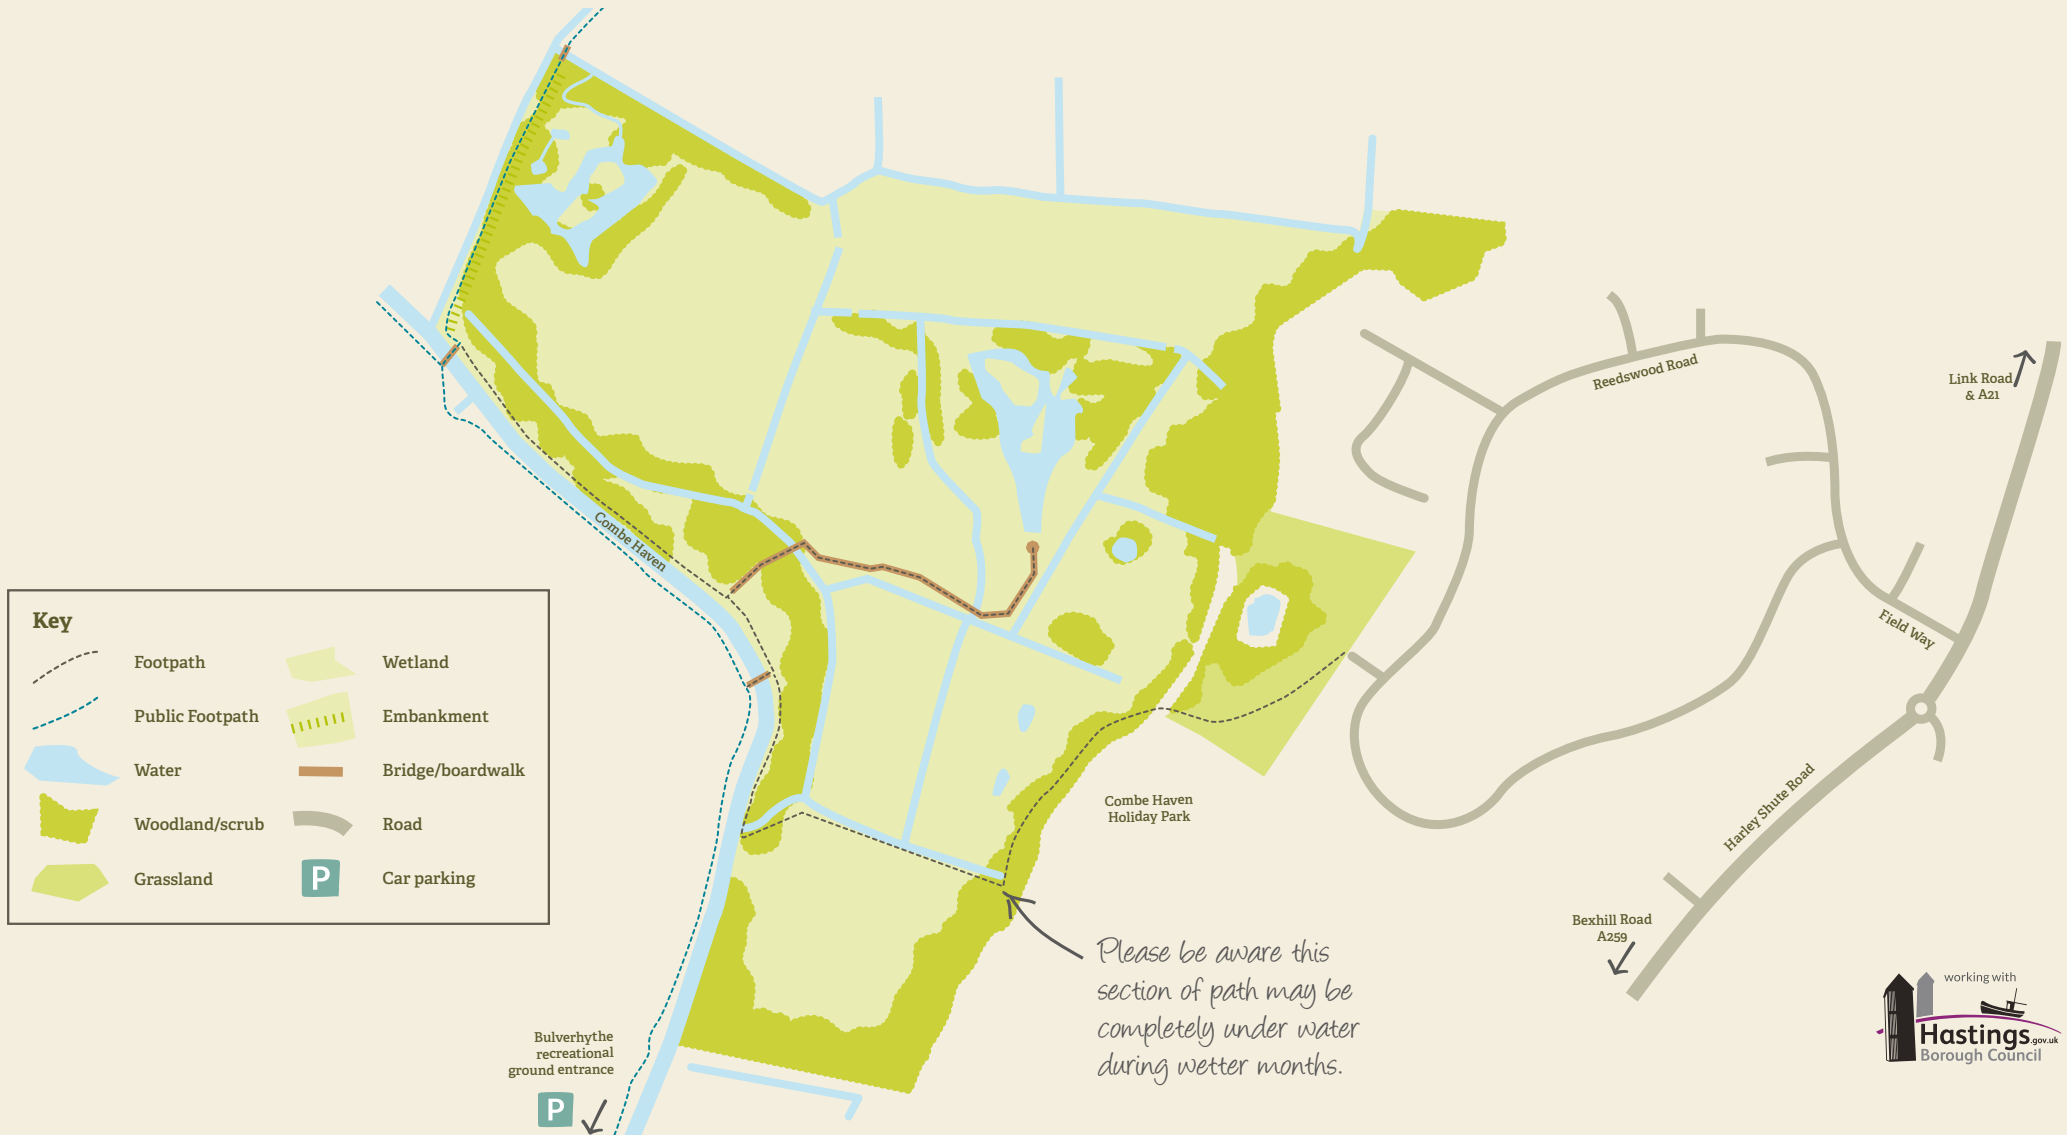 Reedswood Road
Link Road
& A21
Combe Haven
Field Way
Key
Footpath
Wetland
Public Footpath
Embankment
Water
Bridge/boardwalk
Woodland/scrub
Road
Grassland
P
Car parking
Combe Haven
Holiday Park
Harley Shute Road
Bexhill Road
A259
Please be aware this
section of path may be
completely under water
during wetter months.
Bulverhythe
recreational
ground entrance
P
working with
Hastings.gov.uk
Borough Council